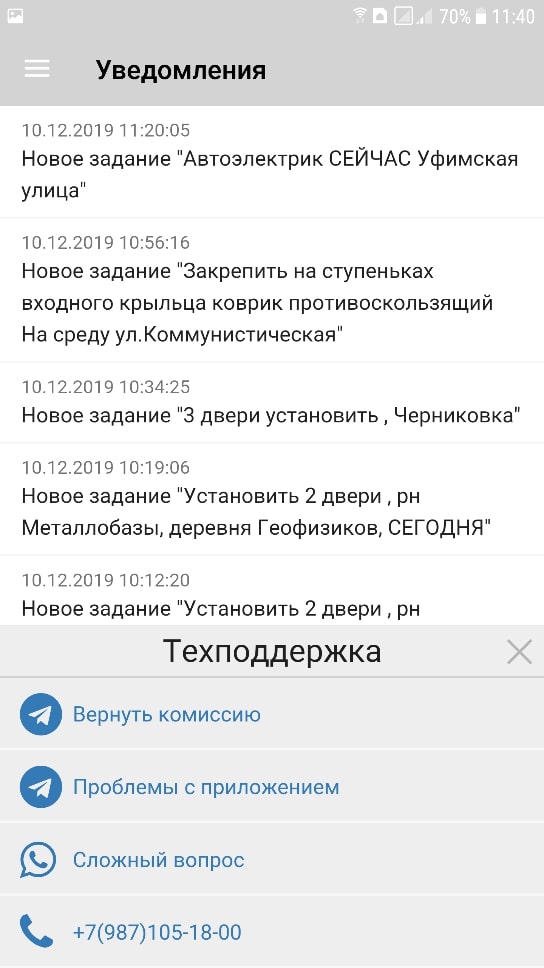 70% 11:40
Уведомления
10.12.2019 11:20:05
Новое задание "Автоэлектрик СЕЙЧАС Уфимская
улица"
10.12.2019 10:56:16
Новое задание "Закрепить на ступеньках
входного крыльца коврик противоскользящий
На среду ул.Коммунистическая"
10.12.2019 10:34:25
Новое задание "3 двери установить , Черниковка"
10.12.2019 10:19:06
Новое задание "Установить 2 двери , рн
Металлобазы, деревня Геофизиков, СЕГОДНЯ"
10.12.2019 10:12:20
Новое задание "Установить 2 двери , рн
Техподдержка
Вернуть комиссию
Проблемы с приложением
Сложный вопрос
+7(987)105-18-00